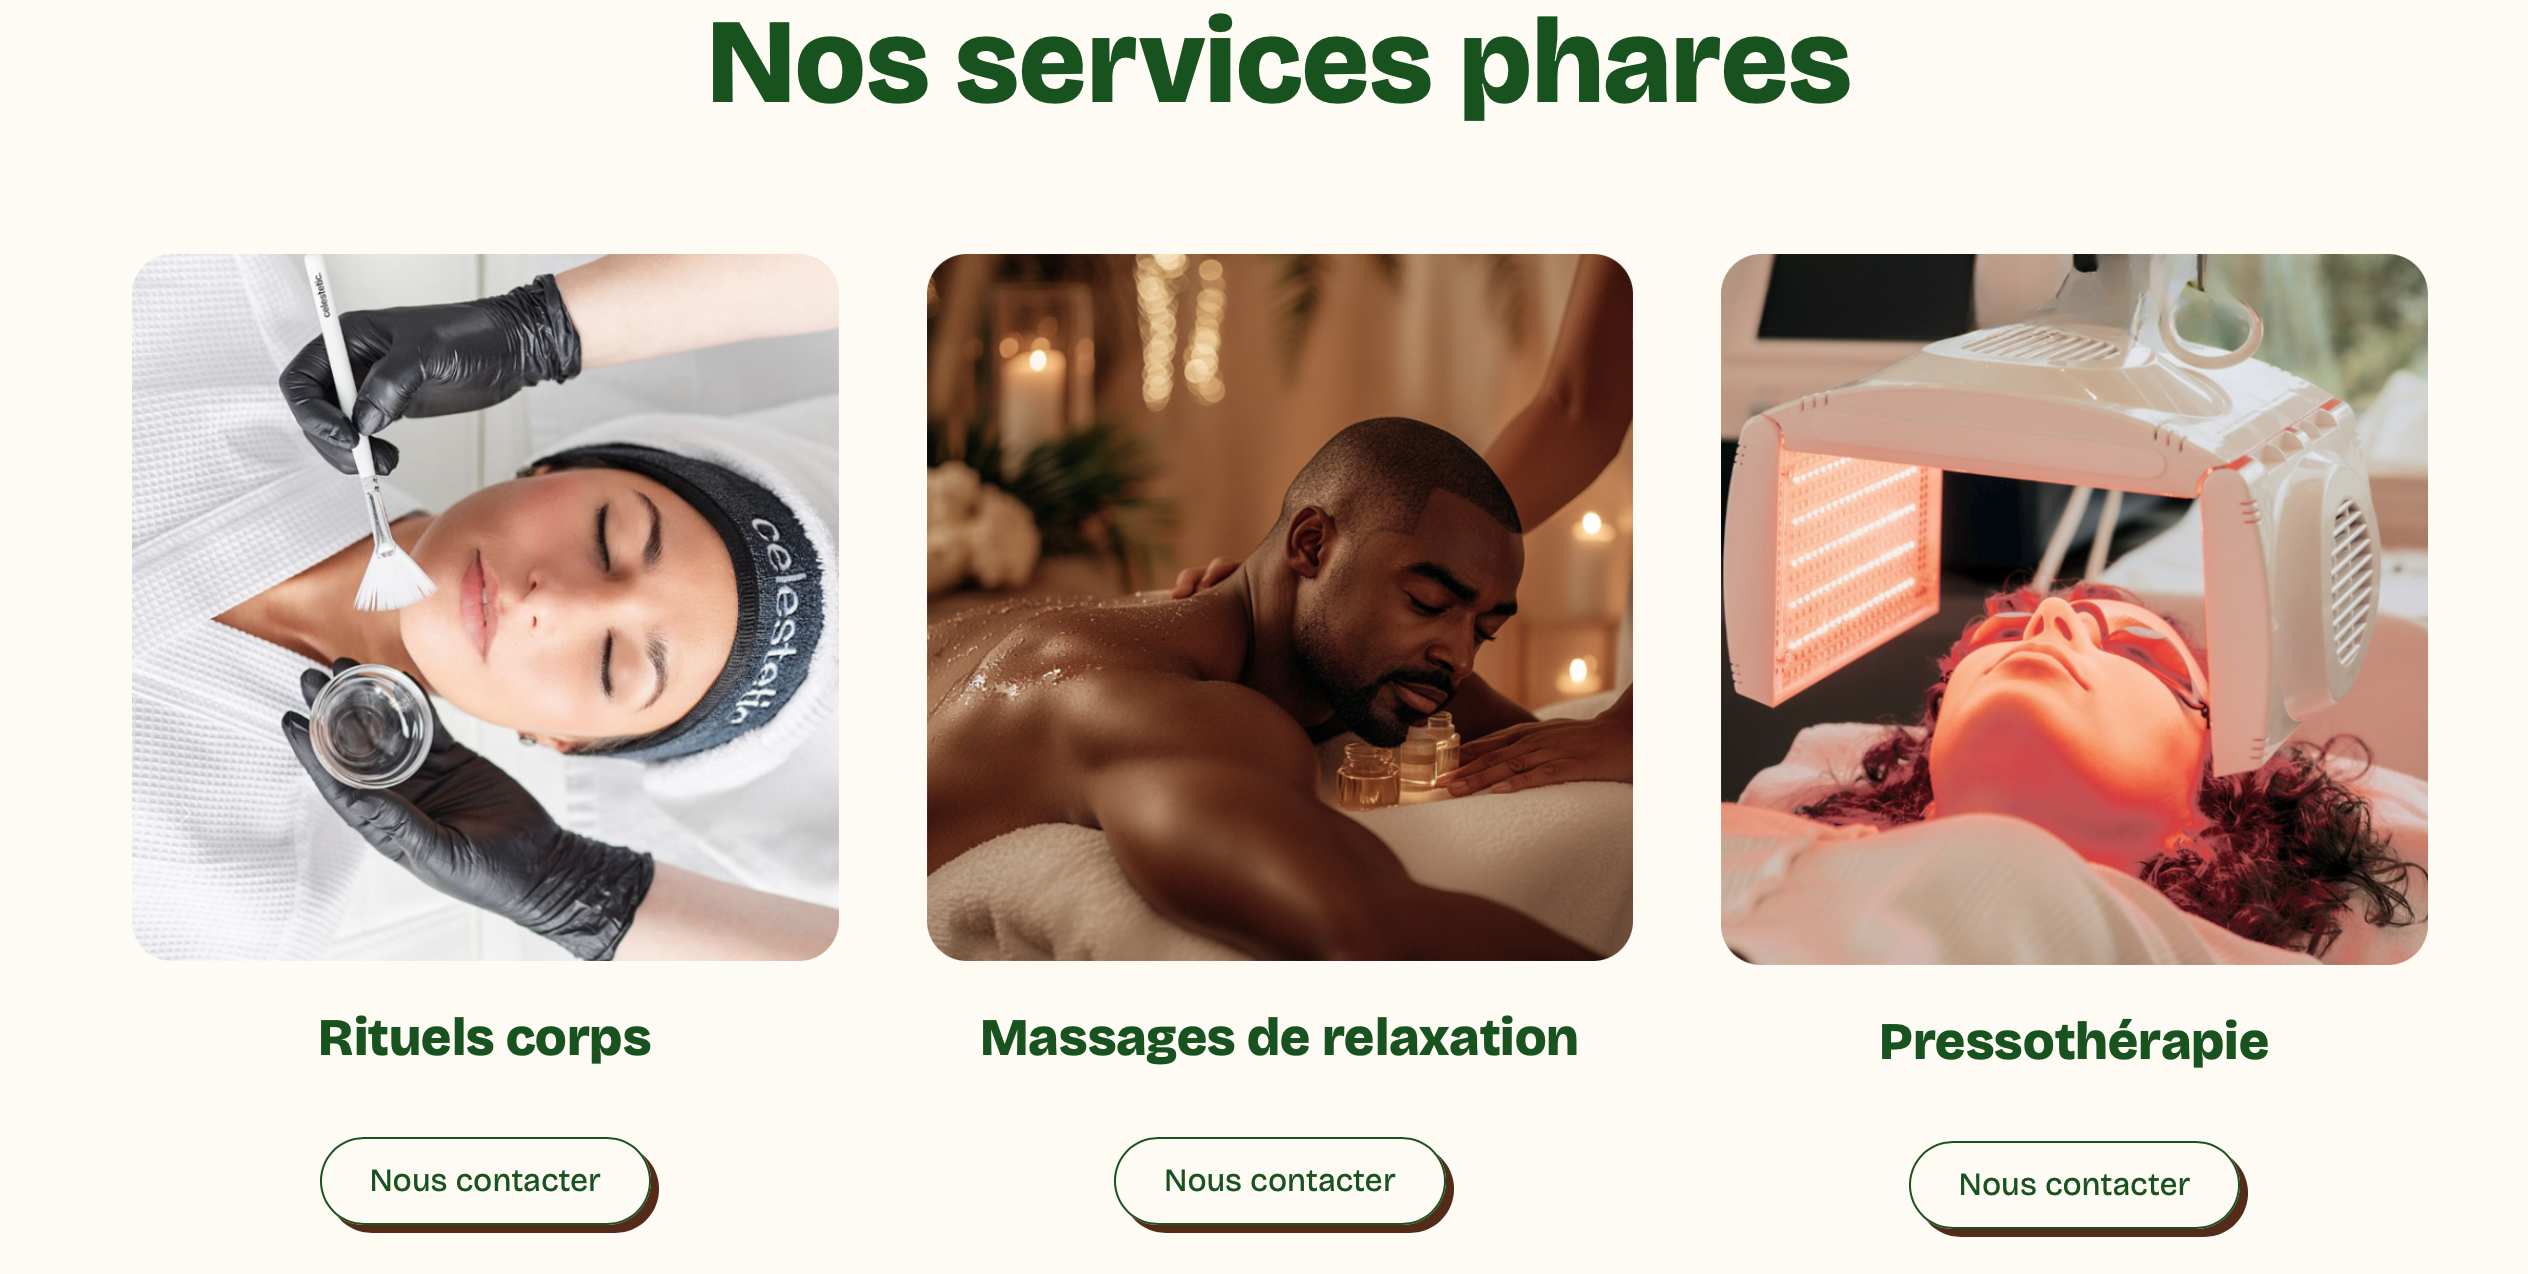 Nos services phares
celestetic.
celestetic
Rituels corps
Massages de relaxation
Pressothérapie
Nous contacter
Nous contacter
Nous contacter